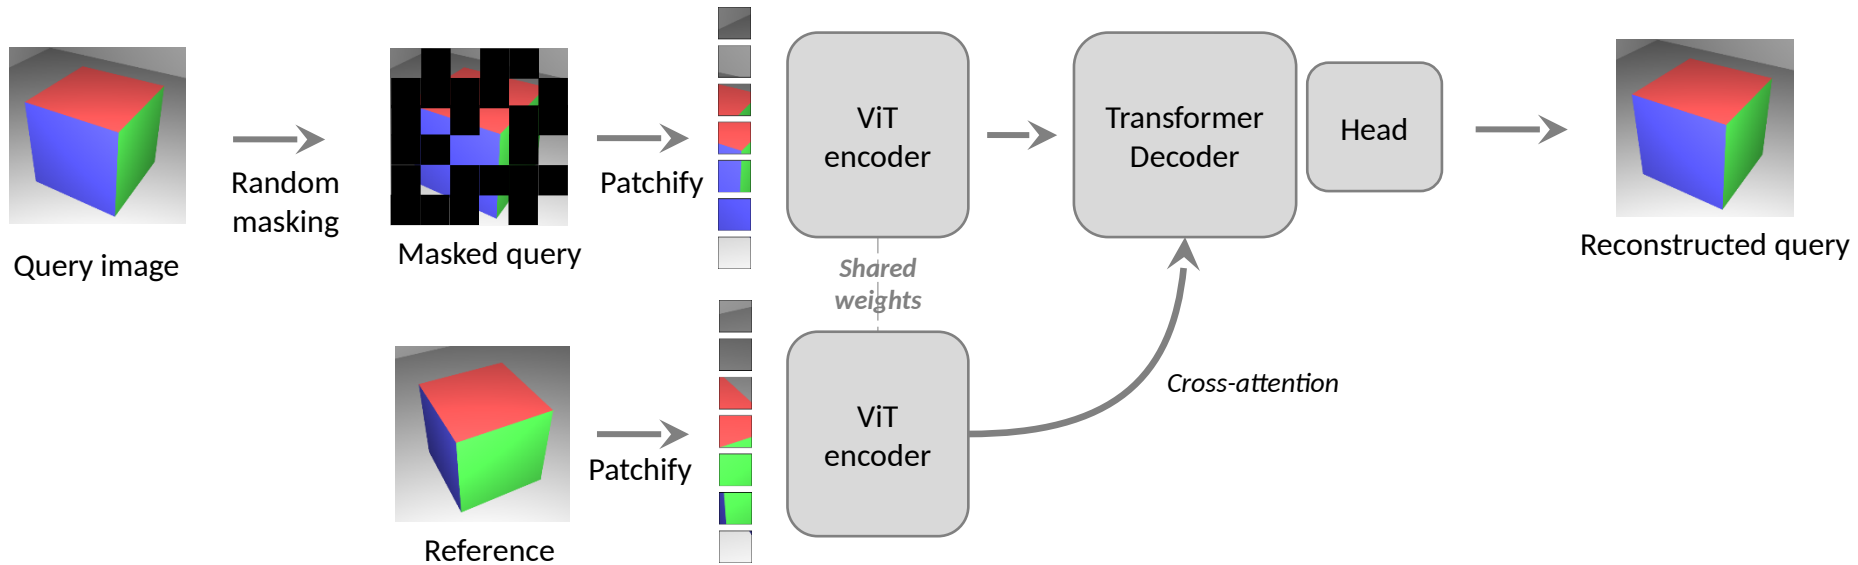 Query image
Random
masking
Masked query
Patchify
ViT
encoder
Transformer
Decoder
Head
Reconstructed query
Shared
weights
Reference
Patchify
ViT
encoder
Cross-attention